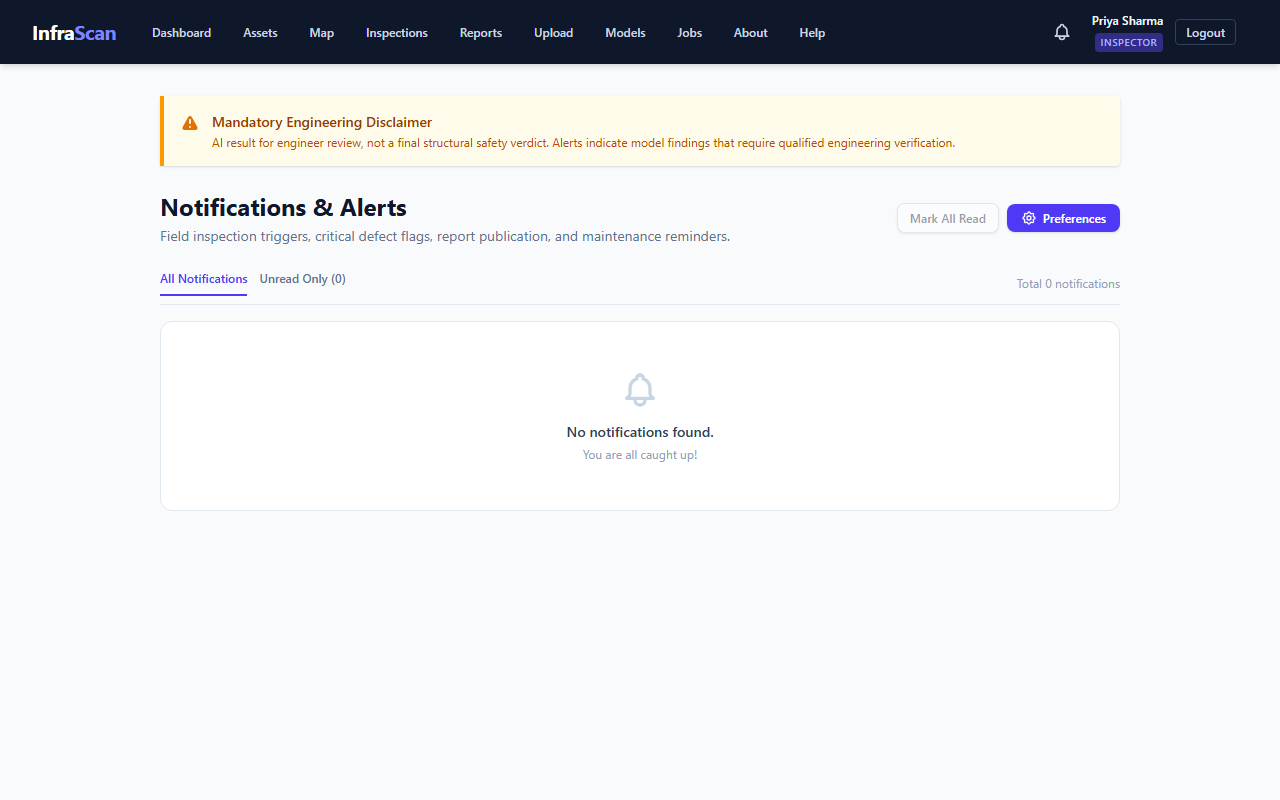 InfraScan
Dashboard
Assets
Map
Inspections
Reports
Upload
Models
Jobs
About
Help
Priya Sharma
INSPECTOR
Logout
Mandatory Engineering Disclaimer
AI result for engineer review, not a final structural safety verdict. Alerts indicate model findings that require qualified engineering verification.
Notifications & Alerts
Field inspection triggers, critical defect flags, report publication, and maintenance reminders.
Mark All Read
Preferences
All Notifications
Unread Only (0)
Total 0 notifications
No notifications found.
You are all caught up!